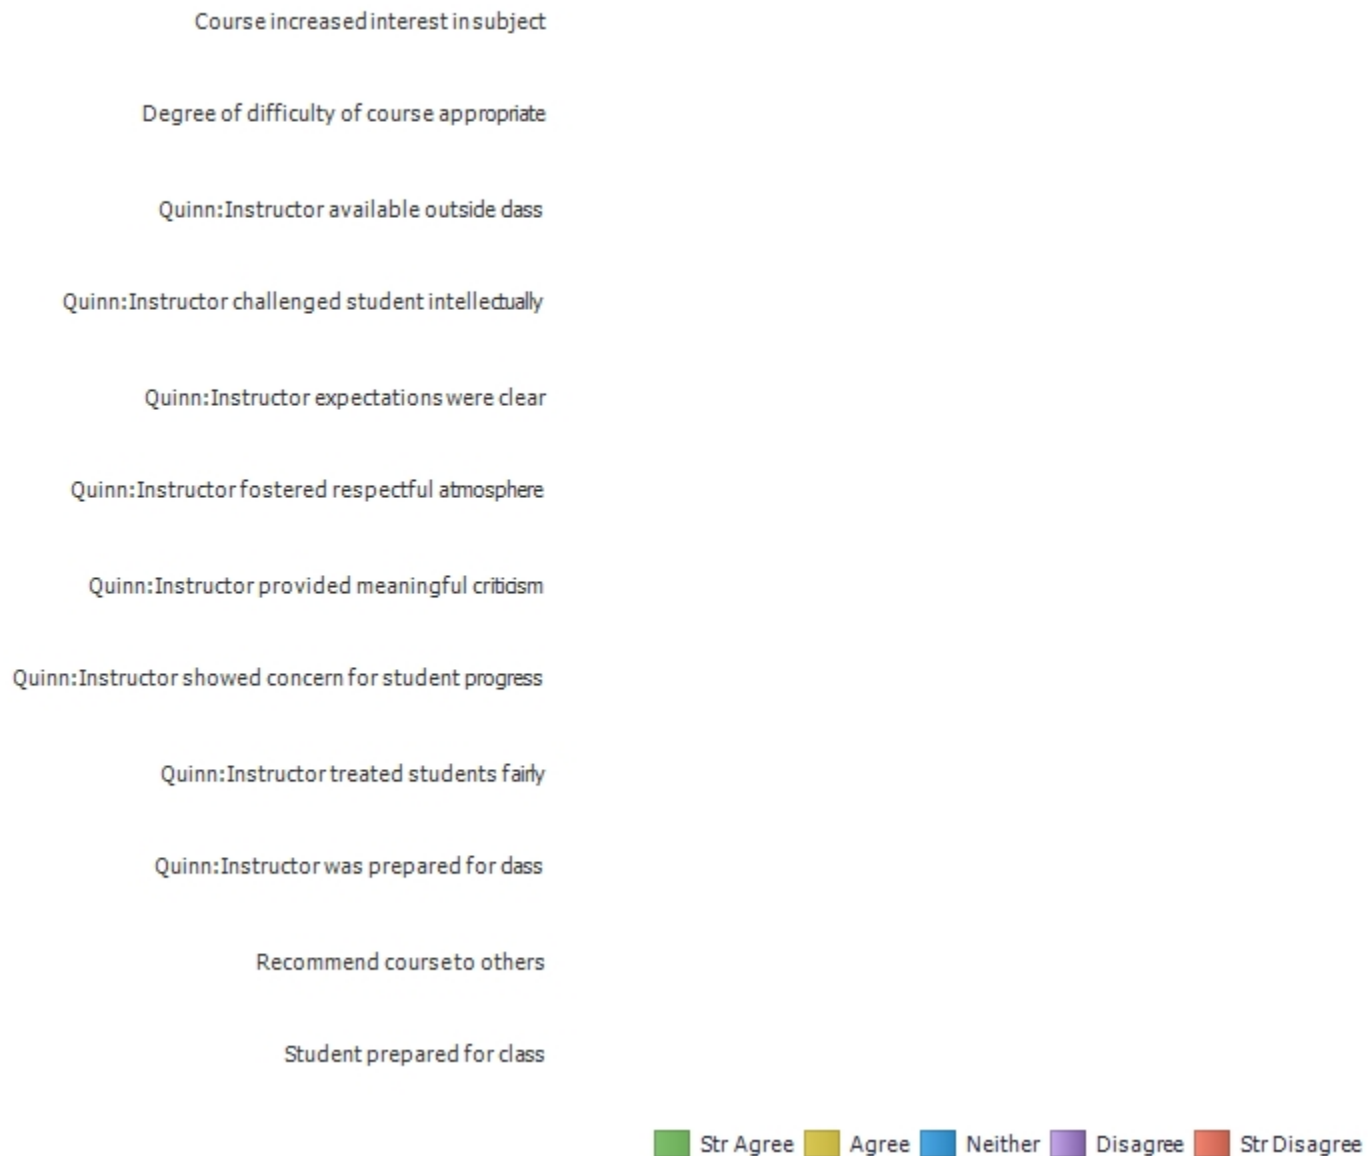 Course increased interest in subject
Degree of difficulty of course appropriate
Quinn:Instructor available outside class
Quinn:Instructor challenged student intellectually
Quinn:Instructor expectations were clear
Quinn:Instructor fostered respectful atmosphere
Quinn:Instructor provided meaningful criticism
Quinn:Instructor showed concern for student progress
Quinn:Instructor treated students fairly
Quinn:Instructor was prepared for class
Recommend course to others
Student prepared for class
Str Agree Agree Neither Disagree Str Disagree